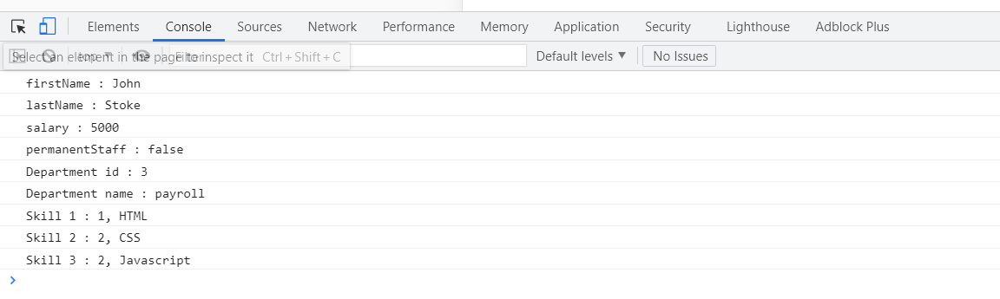 Elements Console Sources Network Performance Memory Application Security Lighthouse Adblock Plus
Select an element in the page to inspect it Ctrl + Shift + C top Filter Default levels ▼ No Issues
firstName : John
lastName : Stoke
salary : 5000
permanentStaff : false
Department id : 3
Department name : payroll
Skill 1 : 1, HTML
Skill 2 : 2, CSS
Skill 3 : 2, Javascript